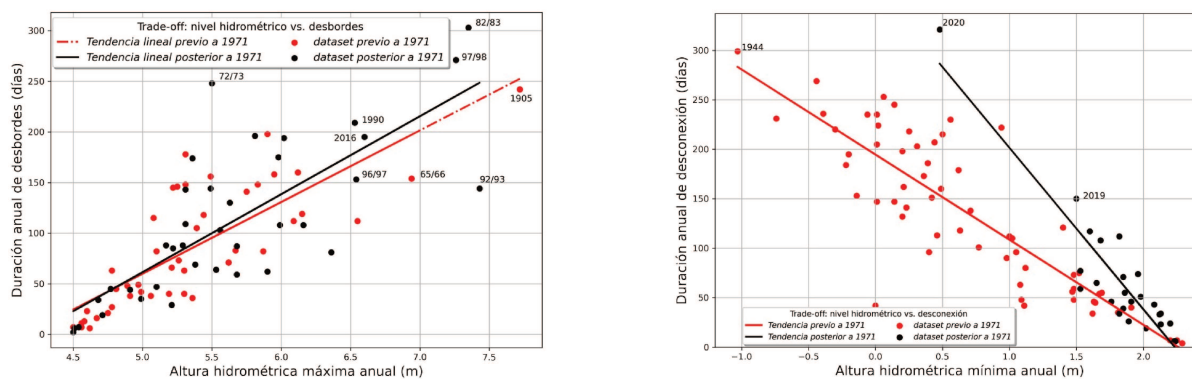 Trade-off: nivel hidrométrico vs. desbordes
Tendencia lineal previo a 1971
dataset previo a 1971
Tendencia lineal posterior a 1971
dataset posterior a 1971
82/83
97/98
72/73
1905
1990
2016
96/97
65/66
92/93
300
250
200
150
100
50
0
4.5
5.0
5.5
6.0
6.5
7.0
7.5
Duración anual de desbordes (días)
Altura hidrométrica máxima anual (m)
2020
1944
2019
350
300
250
200
150
100
50
0
Trade-off: nivel hidrométrico vs. desconexión
Tendencia previo a 1971
dataset previo a 1971
Tendencia posterior a 1971
dataset posterior a 1971
−1.0
−0.5
0.0
0.5
1.0
1.5
2.0
Duración anual de desconexión (días)
Altura hidrométrica mínima anual (m)